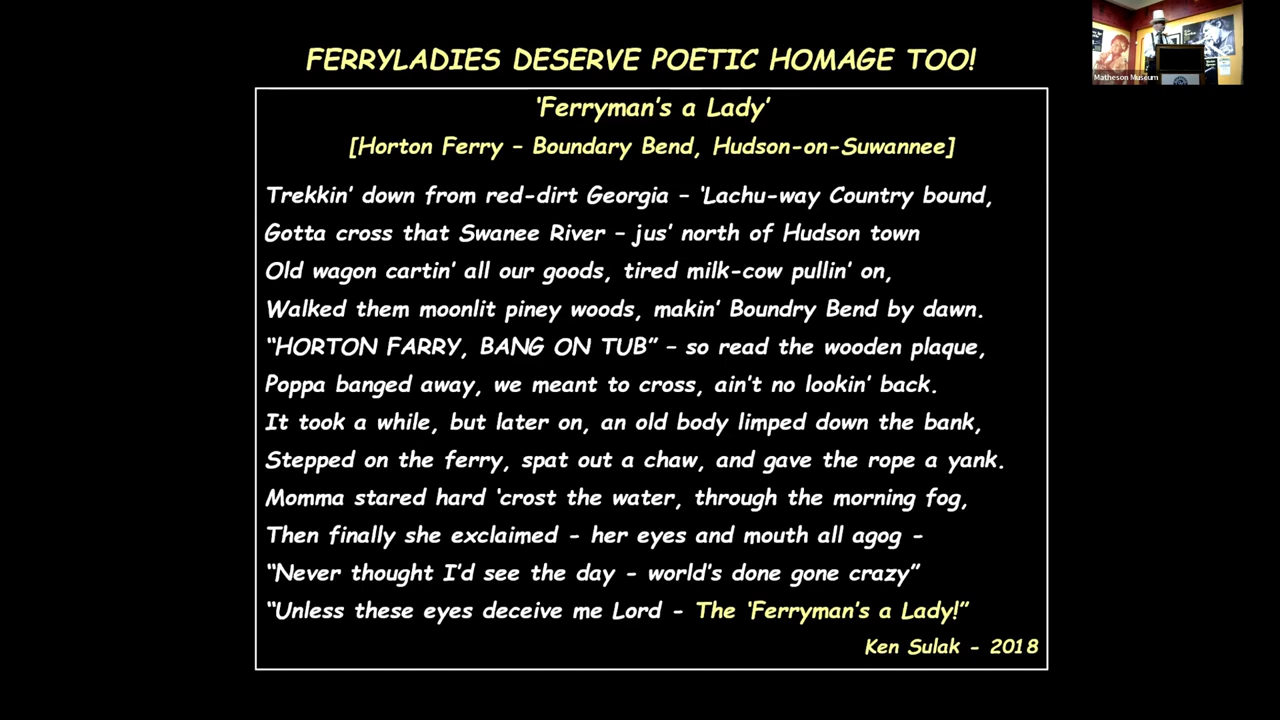 FERRYLADIES DESERVE POETIC HOMAGE TOO!
‘Ferryman’s a Lady’
[Horton Ferry – Boundary Bend, Hudson-on-Suwannee]
Trekkin’ down from red-dirt Georgia – ‘Lachu-way Country bound,
Gotta cross that Swanee River – jus’ north of Hudson town
Old wagon cartin’ all our goods, tired milk-cow pullin’ on,
Walked them moonlit piney woods, makin’ Boundry Bend by dawn.
“HORTON FARRY, BANG ON TUB” – so read the wooden plaque,
Poppa banged away, we meant to cross, ain’t no lookin’ back.
It took a while, but later on, an old body limped down the bank,
Stepped on the ferry, spat out a chaw, and gave the rope a yank.
Momma stared hard ‘crost the water, through the morning fog,
Then finally she exclaimed – her eyes and mouth all agog –
“Never thought I’d see the day – world’s done gone crazy”
“Unless these eyes deceive me Lord – The ‘Ferryman’s a Lady!”
Ken Sulak - 2018
Matheson Museum